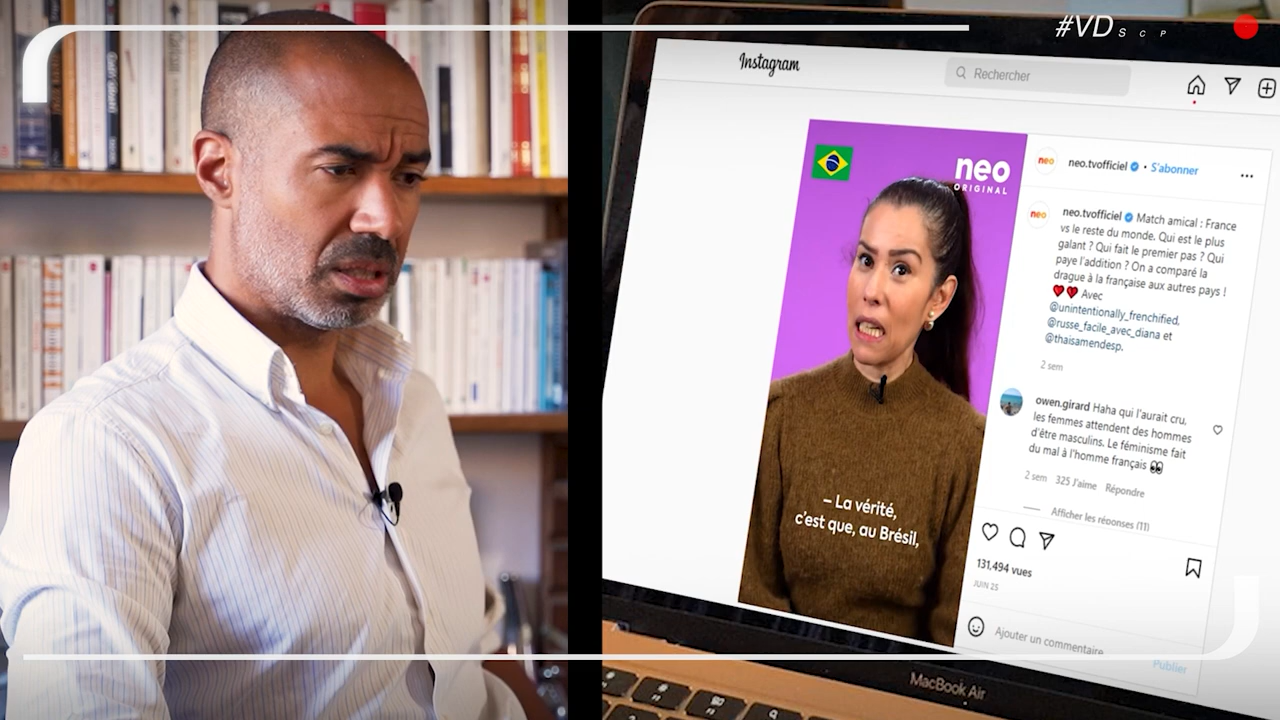 #VDSCP
Instagram
Rechercher
neo
ORIGINAL
– La vérité,
c'est que, au Brésil,
neo
neo.tvofficiel • S'abonner
neo
neo.tvofficiel Match amical : France
vs le reste du monde. Qui est le plus
galant ? Qui fait le premier pas ? Qui
paye l'addition ? On a comparé la
drague à la française aux autres pays !
❤️❤️ Avec
@unintentionally_frenchified,
@russe_facile_avec_diana et
@thaisamendesp.
2 sem
owen.girard Haha qui l'aurait cru,
les femmes attendent des hommes
d'être masculins. Le féminisme fait
du mal à l'homme français 👀
2 sem 325 J'aime Répondre
Afficher les réponses (11)
131,494 vues
JUIN 25
Ajouter un commentaire
Publier
MacBook Air